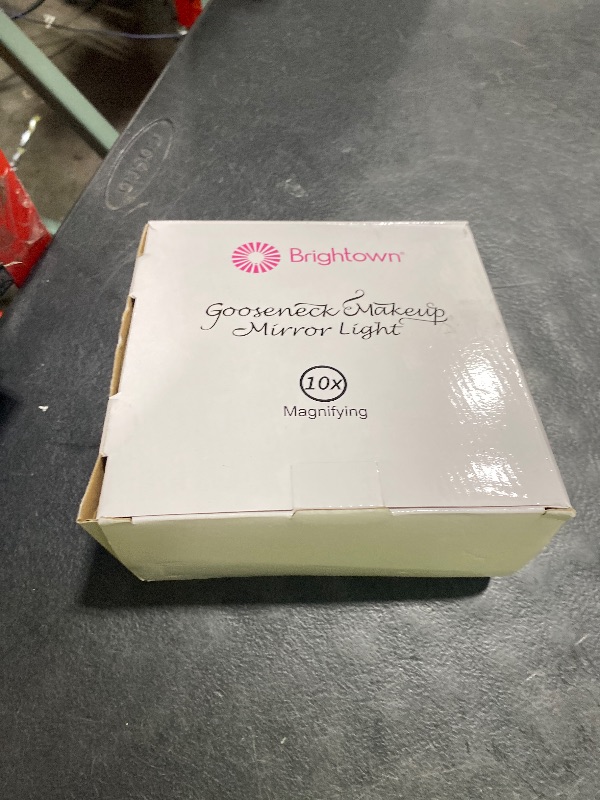 Brightown®
Gooseneck Makeup
Mirror Light
10x
Magnifying